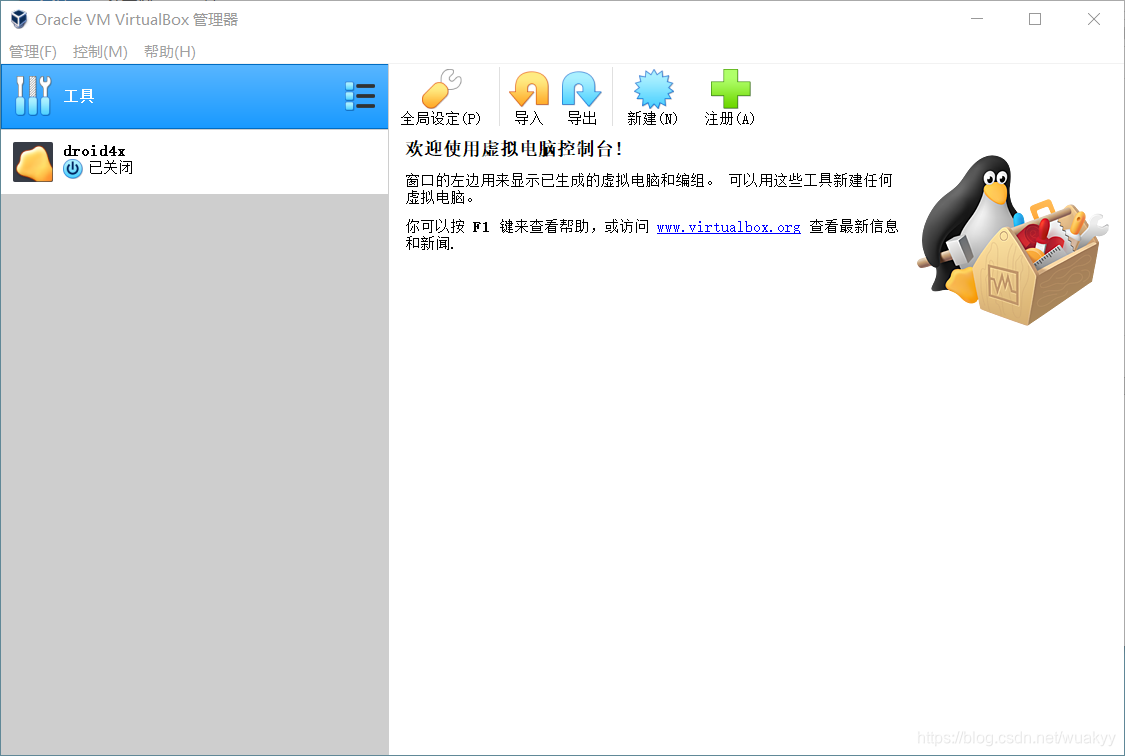 Oracle VM VirtualBox 管理器
管理(F) 控制(M) 帮助(H)
工具
全局设定(P) 导入 导出 新建(N) 注册(A)
droid4x
已关闭
欢迎使用虚拟电脑控制台!
窗口的左边用来显示已生成的虚拟电脑和编组。 可以用这些工具新建任何
虚拟电脑。
你可以按 F1 键来查看帮助，或访问 www.virtualbox.org 查看最新信息
和新闻.
https://blog.csdn.net/wuakyy